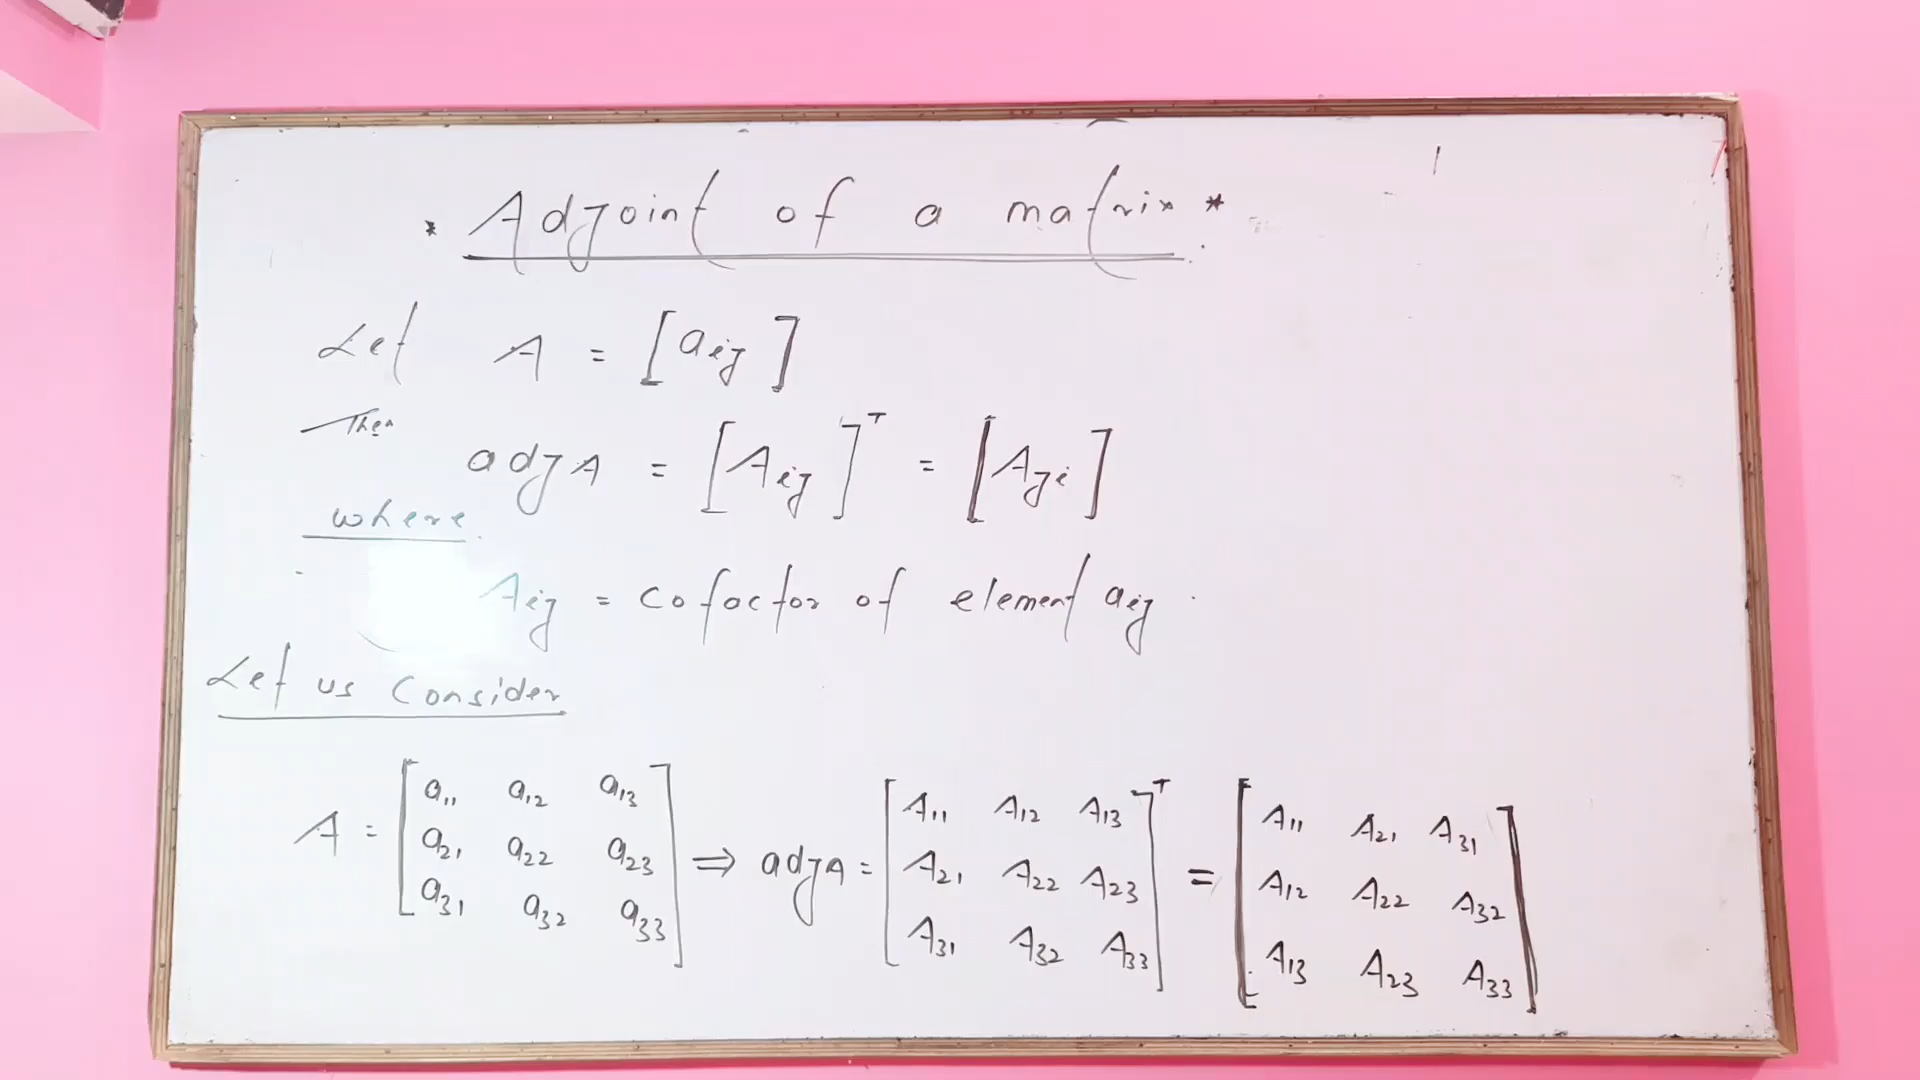 * Adjoint of a matrix *
Let A = [aij]
Then
adjA = [Aij]ᵀ = [Aji]
where
Aij = cofactor of element aij
Let us Consider
A = [a11 a12 a13 ⇒ adjA = [A11 A12 A13]ᵀ = [A11 A21 A31
a21 a22 a23 A21 A22 A23 A12 A22 A32
a31 a32 a33] A31 A32 A33 A13 A23 A33]